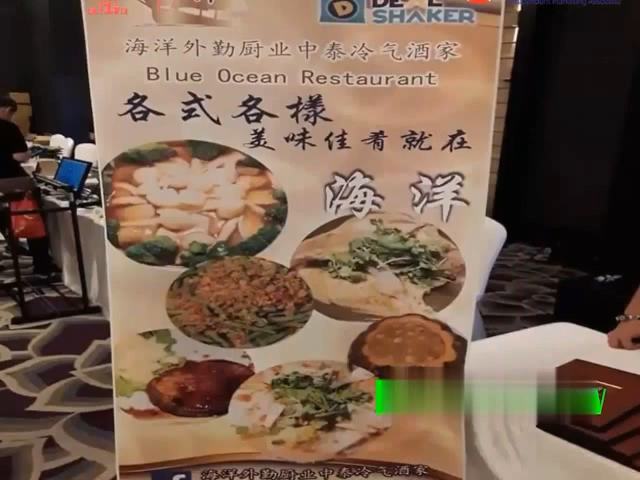 SHAKER
海洋外勤厨业中泰冷气酒家
Blue Ocean Restaurant
各式各樣
美味佳肴就在
海洋
海洋外勤厨业中泰冷气酒家